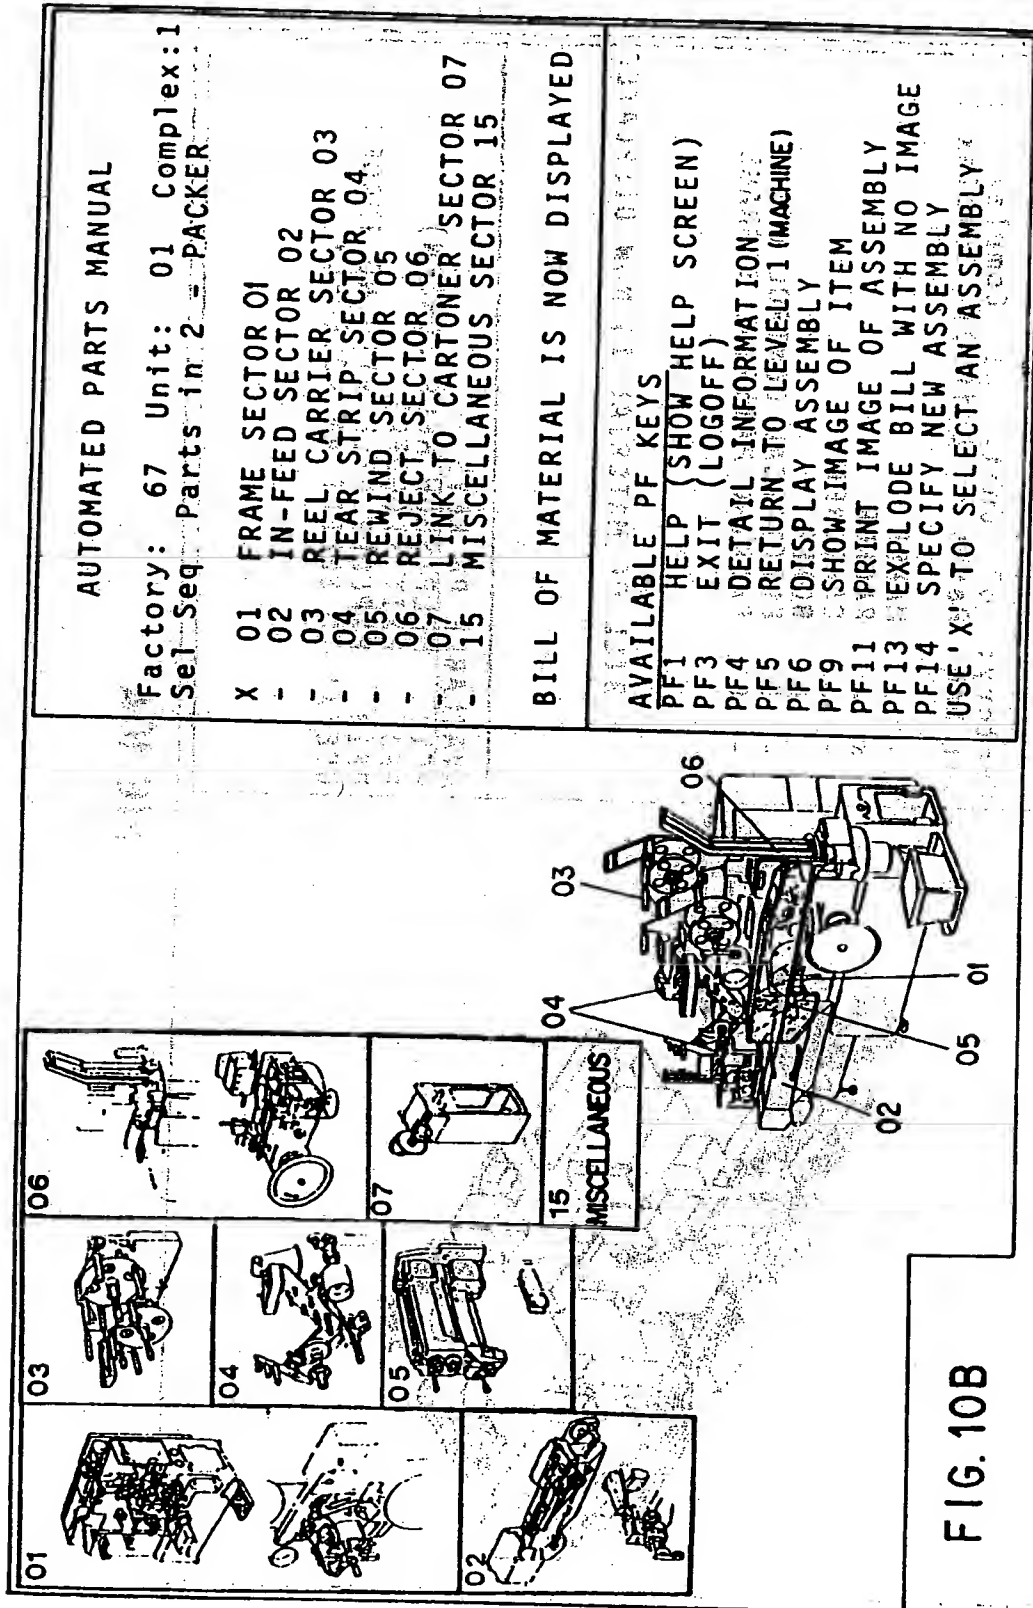 01
02
03
04
05
06
07
15
MISCELLANEOUS
04
03
06
02
05
01
AUTOMATED PARTS MANUAL
Factory: 67 Unit: 01 Complex:1
Sel Seq Parts in 2 - PACKER
X 01 FRAME SECTOR 01
- 02 IN-FEED SECTOR 02
- 03 REEL CARRIER SECTOR 03
- 04 TEAR STRIP SECTOR 04
- 05 REWIND SECTOR 05
- 06 REJECT SECTOR 06
- 07 LINK TO CARTONER SECTOR 07
- 15 MISCELLANEOUS SECTOR 15
BILL OF MATERIAL IS NOW DISPLAYED
AVAILABLE PF KEYS
PF1 HELP (SHOW HELP SCREEN)
PF3 EXIT (LOGOFF)
PF4 DETAIL INFORMATION
PF5 RETURN TO LEVEL 1 (MACHINE)
PF6 DISPLAY ASSEMBLY
PF9 SHOW IMAGE OF ITEM
PF11 PRINT IMAGE OF ASSEMBLY
PF13 EXPLODE BILL WITH NO IMAGE
PF14 SPECIFY NEW ASSEMBLY
USE 'X' TO SELECT AN ASSEMBLY
FIG. 10B